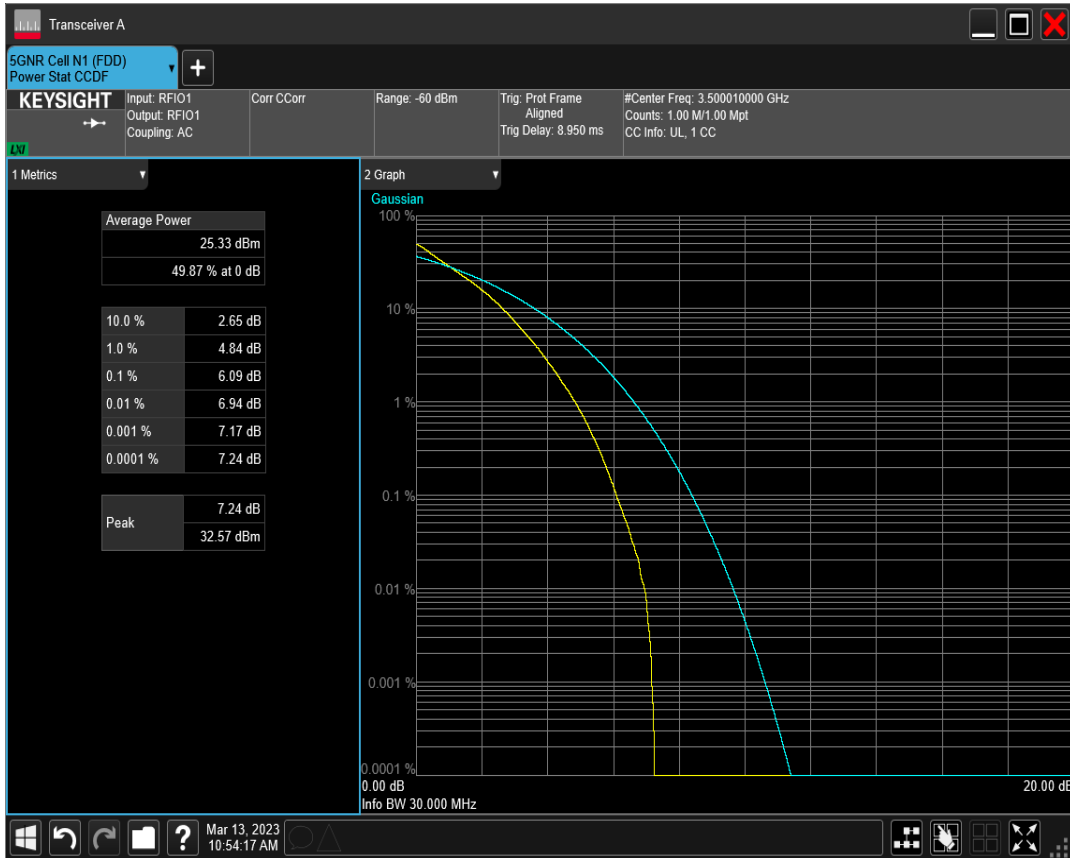 Transceiver A
5GNR Cell N1 (FDD)
Power Stat CCDF
+
KEYSIGHT
LXI
Input: RFIO1
Output: RFIO1
Coupling: AC
Corr CCorr
Range: -60 dBm
Trig: Prot Frame
Aligned
Trig Delay: 8.950 ms
#Center Freq: 3.500010000 GHz
Counts: 1.00 M/1.00 Mpt
CC Info: UL, 1 CC
1 Metrics
Average Power
25.33 dBm
49.87 % at 0 dB
10.0 % 2.65 dB
1.0 % 4.84 dB
0.1 % 6.09 dB
0.01 % 6.94 dB
0.001 % 7.17 dB
0.0001 % 7.24 dB
Peak
7.24 dB
32.57 dBm
2 Graph
Gaussian
100 %
10 %
1 %
0.1 %
0.01 %
0.001 %
0.0001 %
0.00 dB 20.00 dB
Info BW 30.000 MHz
?
Mar 13, 2023
10:54:17 AM